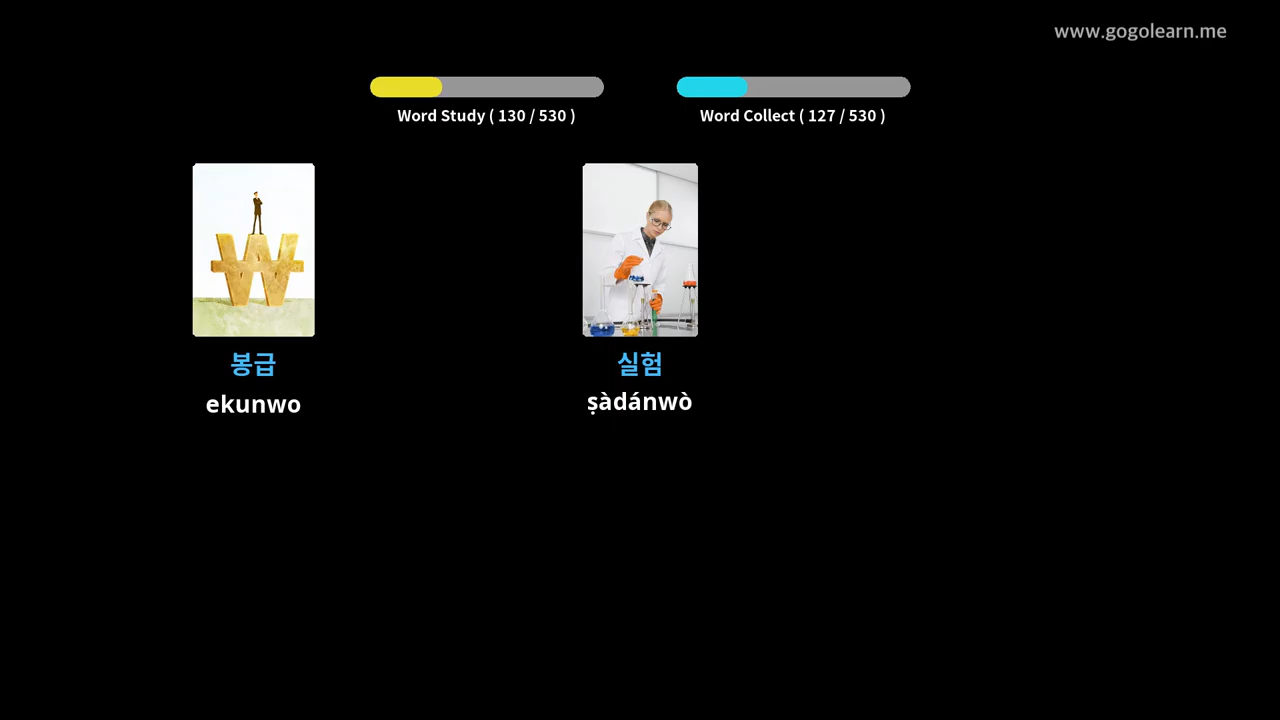 www.gogolearn.me
Word Study ( 130 / 530 )
Word Collect ( 127 / 530 )
봉급
ekunwo
실험
ṣàdánwò